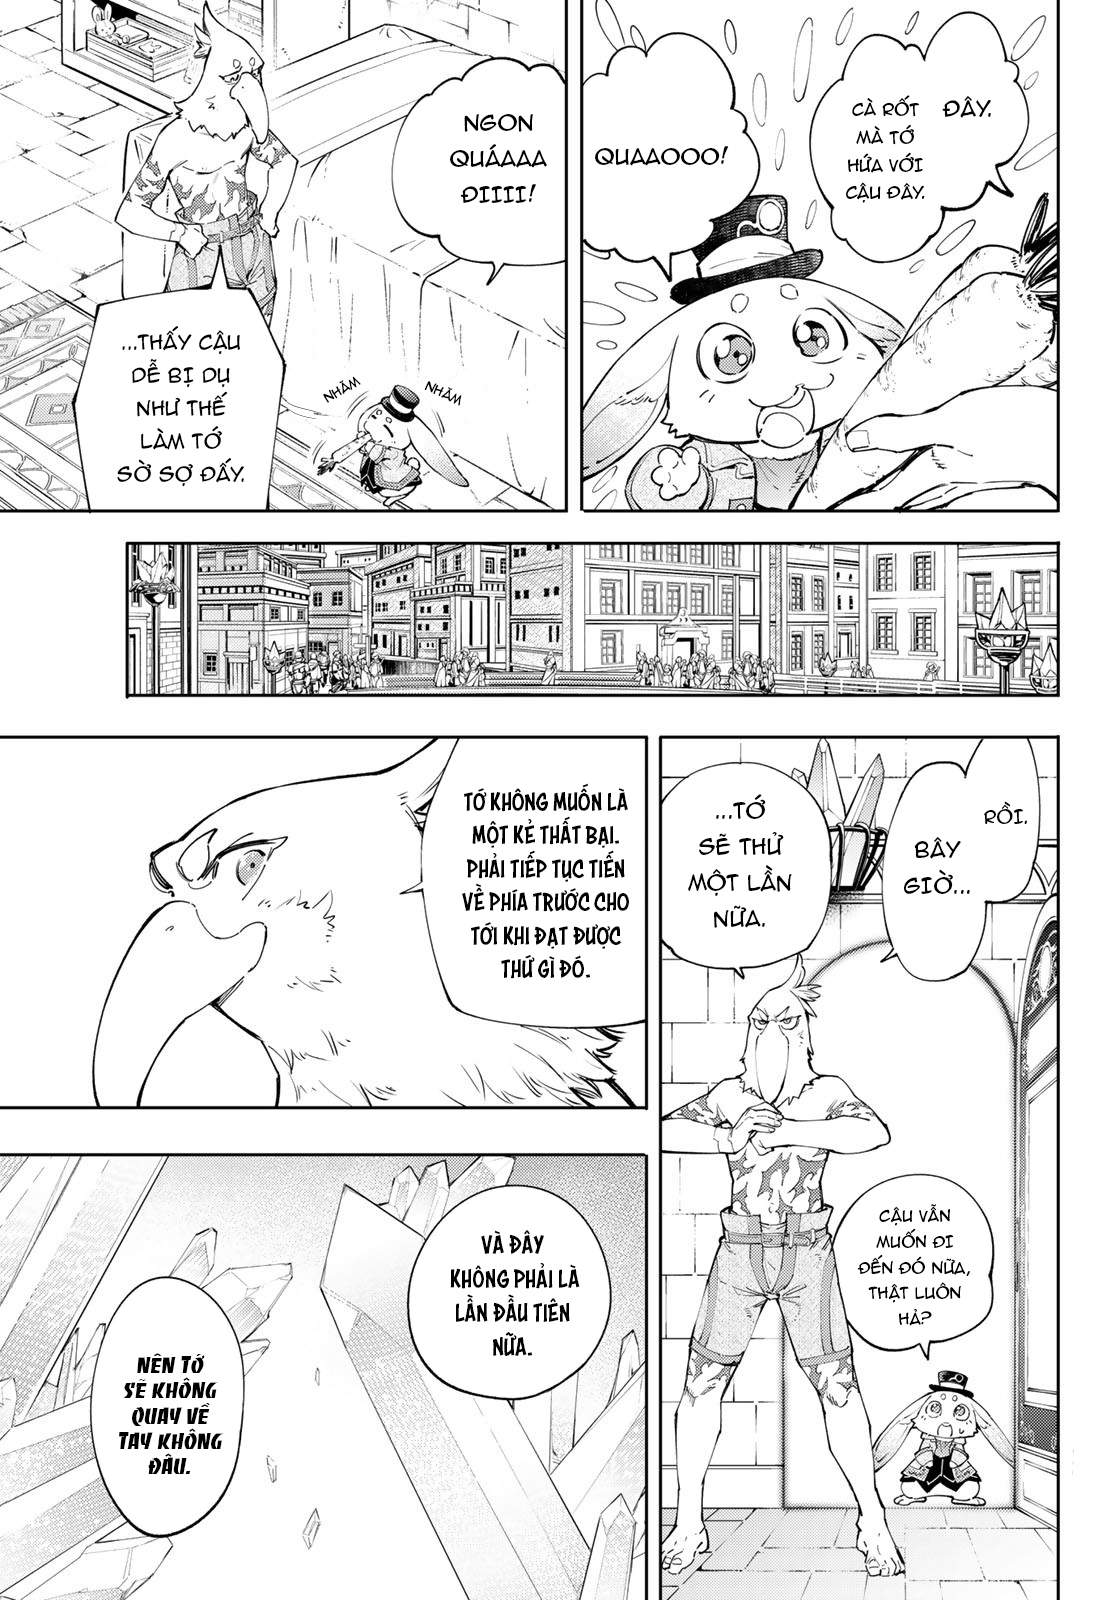 ĐÂY.
CÀ RỐT
MÀ TỚ
HỨA VỚI
CẬU ĐÂY.
QUAAOOO!
NGON
QUÁAAA
ĐIIII!
NHĂM
NHĂM
...THẤY CẬU
DỄ BỊ DỤ
NHƯ THẾ
LÀM TỚ
SỜ SỢ ĐẤY.
RỒI.
BÂY
GIỜ...
...TỚ
SẼ THỬ
MỘT LẦN
NỮA.
CẬU VẪN
MUỐN ĐI
ĐẾN ĐÓ NỮA,
THẬT LUÔN
HẢ?
TỚ KHÔNG MUỐN LÀ
MỘT KẺ THẤT BẠI.
PHẢI TIẾP TỤC TIẾN
VỀ PHÍA TRƯỚC CHO
TỚI KHI ĐẠT ĐƯỢC
THỨ GÌ ĐÓ.
VÀ ĐÂY
KHÔNG PHẢI LÀ
LẦN ĐẦU TIÊN
NỮA.
NÊN TỚ
SẼ KHÔNG
QUAY VỀ
TAY KHÔNG
ĐÂU.